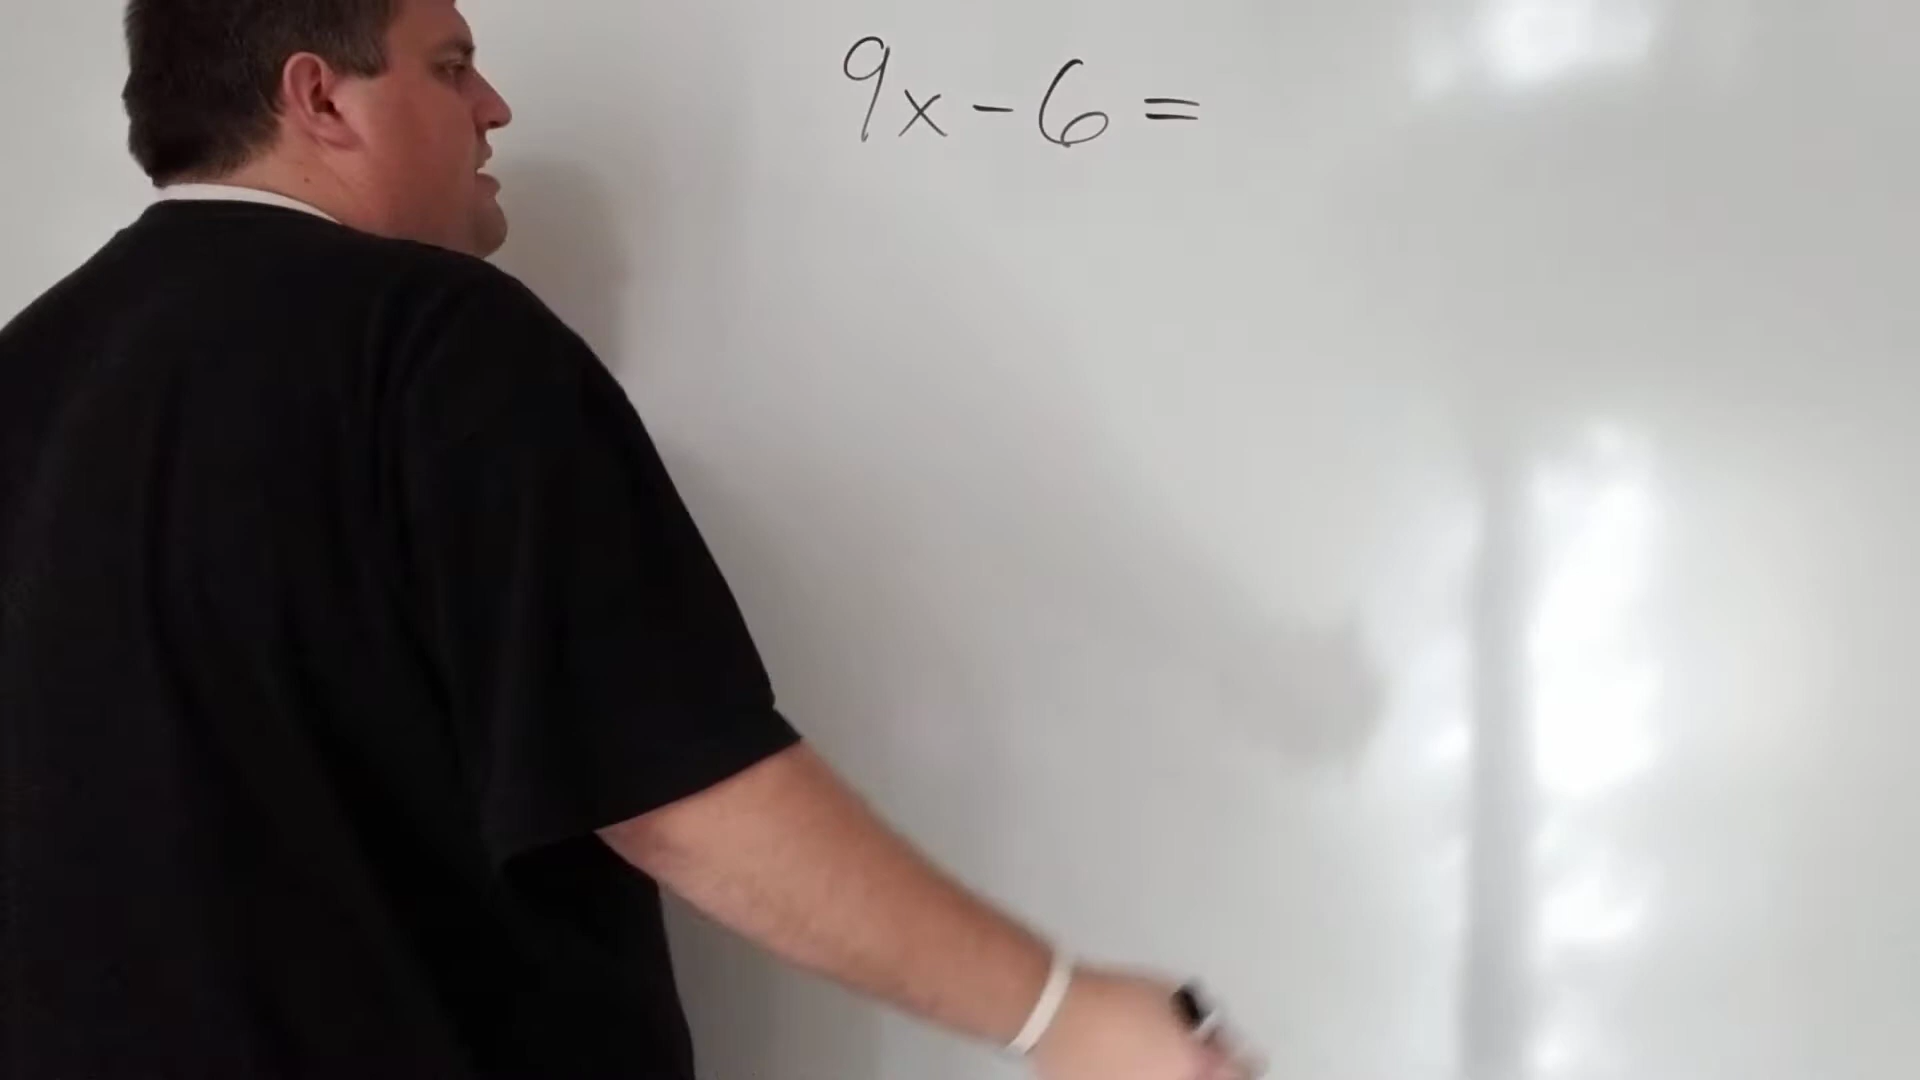 9x - 6 =